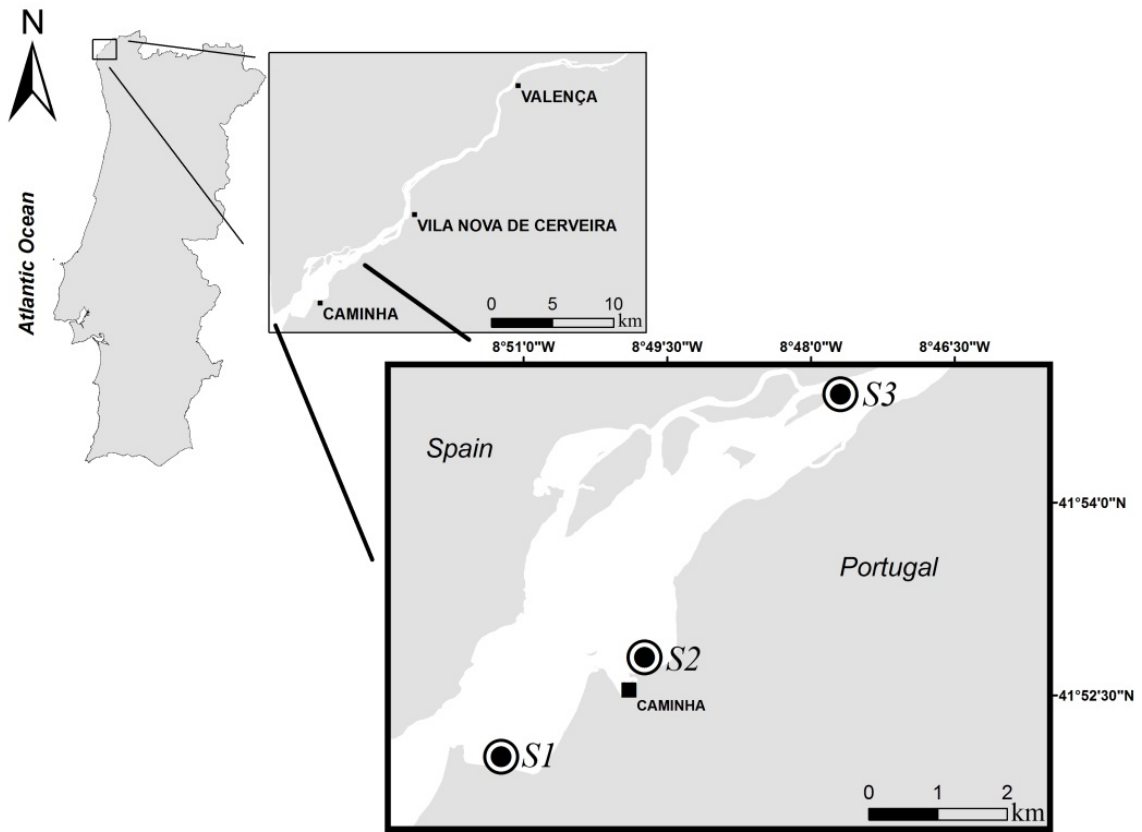 N
Atlantic Ocean
VALENÇA
VILA NOVA DE CERVEIRA
CAMINHA
0 5 10
km
8°51'0"W 8°49'30"W 8°48'0"W 8°46'30"W
S3
Spain
41°54'0"N
Portugal
S2
CAMINHA
41°52'30"N
S1
0 1 2
km